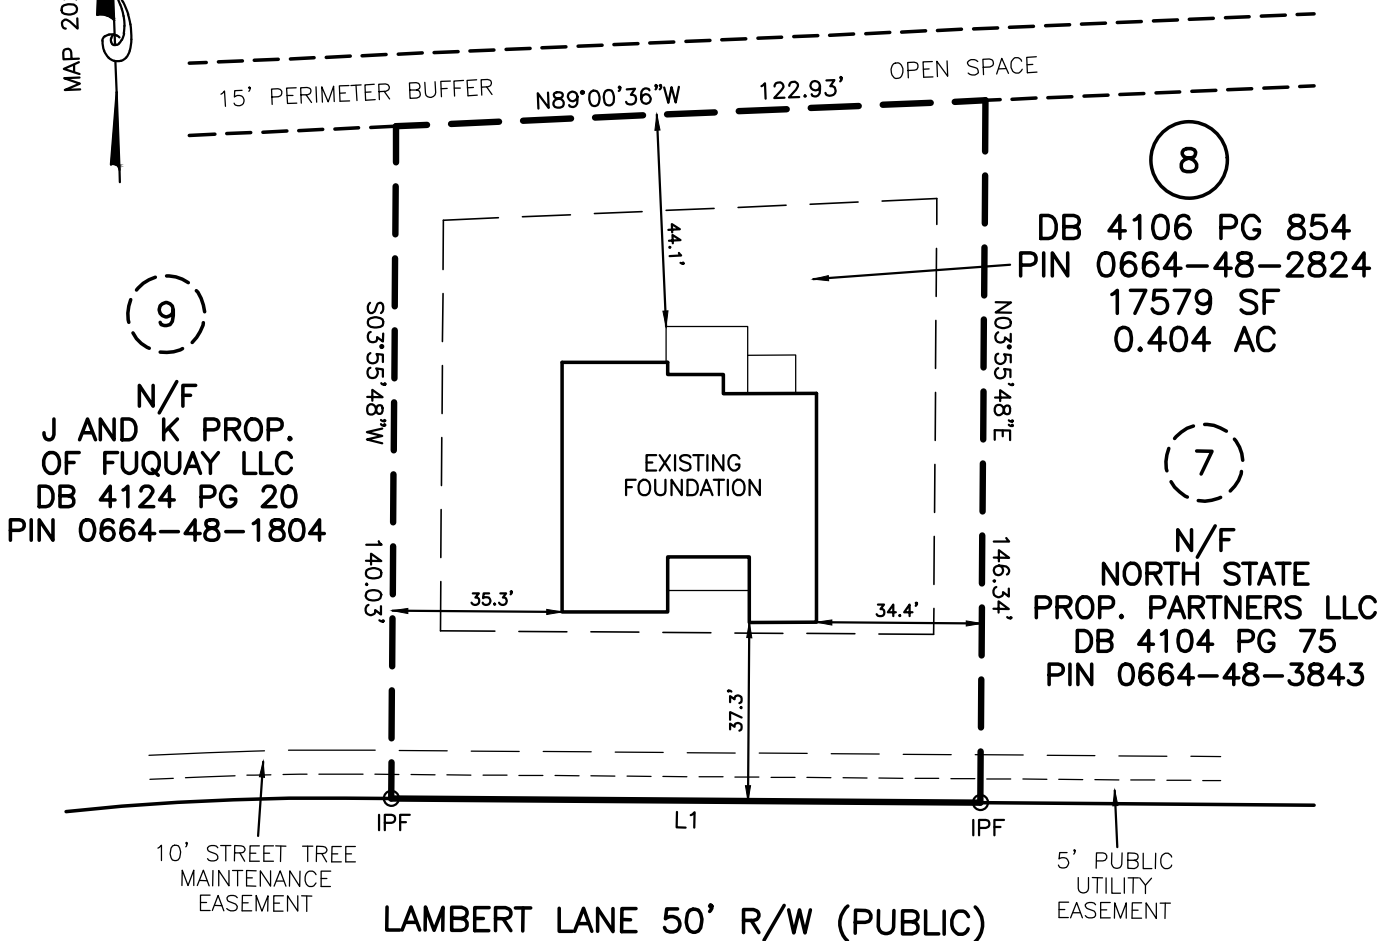 MAP 20
15' PERIMETER BUFFER
N89°00'36"W
122.93'
OPEN SPACE
8
DB 4106 PG 854
PIN 0664-48-2824
17579 SF
0.404 AC
44.1'
9
N/F
J AND K PROP.
OF FUQUAY LLC
DB 4124 PG 20
PIN 0664-48-1804
S03°55'48"W
140.03'
N03°55'48"E
146.34'
EXISTING
FOUNDATION
7
N/F
NORTH STATE
PROP. PARTNERS LLC
DB 4104 PG 75
PIN 0664-48-3843
35.3'
34.4'
37.3'
IPF
L1
IPF
10' STREET TREE
MAINTENANCE
EASEMENT
5' PUBLIC
UTILITY
EASEMENT
LAMBERT LANE 50' R/W (PUBLIC)